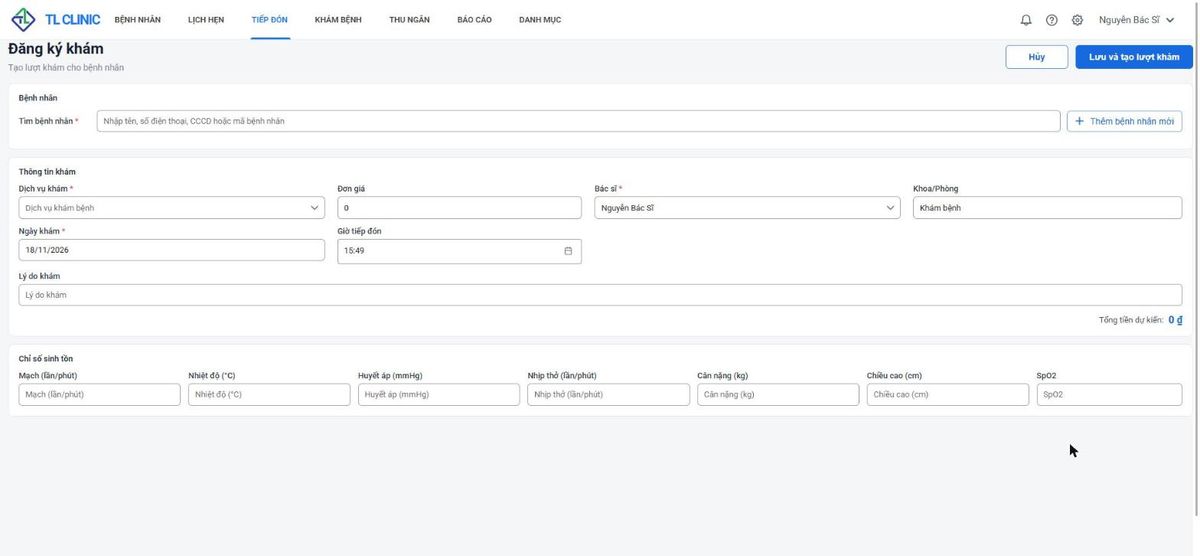 TL CLINIC BỆNH NHÂN LỊCH HẸN TIẾP ĐÓN KHÁM BỆNH THU NGÂN BÁO CÁO DANH MỤC Nguyễn Bác Sĩ
Đăng ký khám
Tạo lượt khám cho bệnh nhân
Hủy Lưu và tạo lượt khám
Bệnh nhân
Tìm bệnh nhân * Nhập tên, số điện thoại, CCCD hoặc mã bệnh nhân + Thêm bệnh nhân mới
Thông tin khám
Dịch vụ khám * Đơn giá Bác sĩ * Khoa/Phòng
Dịch vụ khám bệnh 0 Nguyễn Bác Sĩ Khám bệnh
Ngày khám * Giờ tiếp đón
18/11/2026 15:49
Lý do khám
Lý do khám
Tổng tiền dự kiến: 0 ₫
Chỉ số sinh tồn
Mạch (lần/phút) Nhiệt độ (°C) Huyết áp (mmHg) Nhịp thở (lần/phút) Cân nặng (kg) Chiều cao (cm) SpO2
Mạch (lần/phút) Nhiệt độ (°C) Huyết áp (mmHg) Nhịp thở (lần/phút) Cân nặng (kg) Chiều cao (cm) SpO2